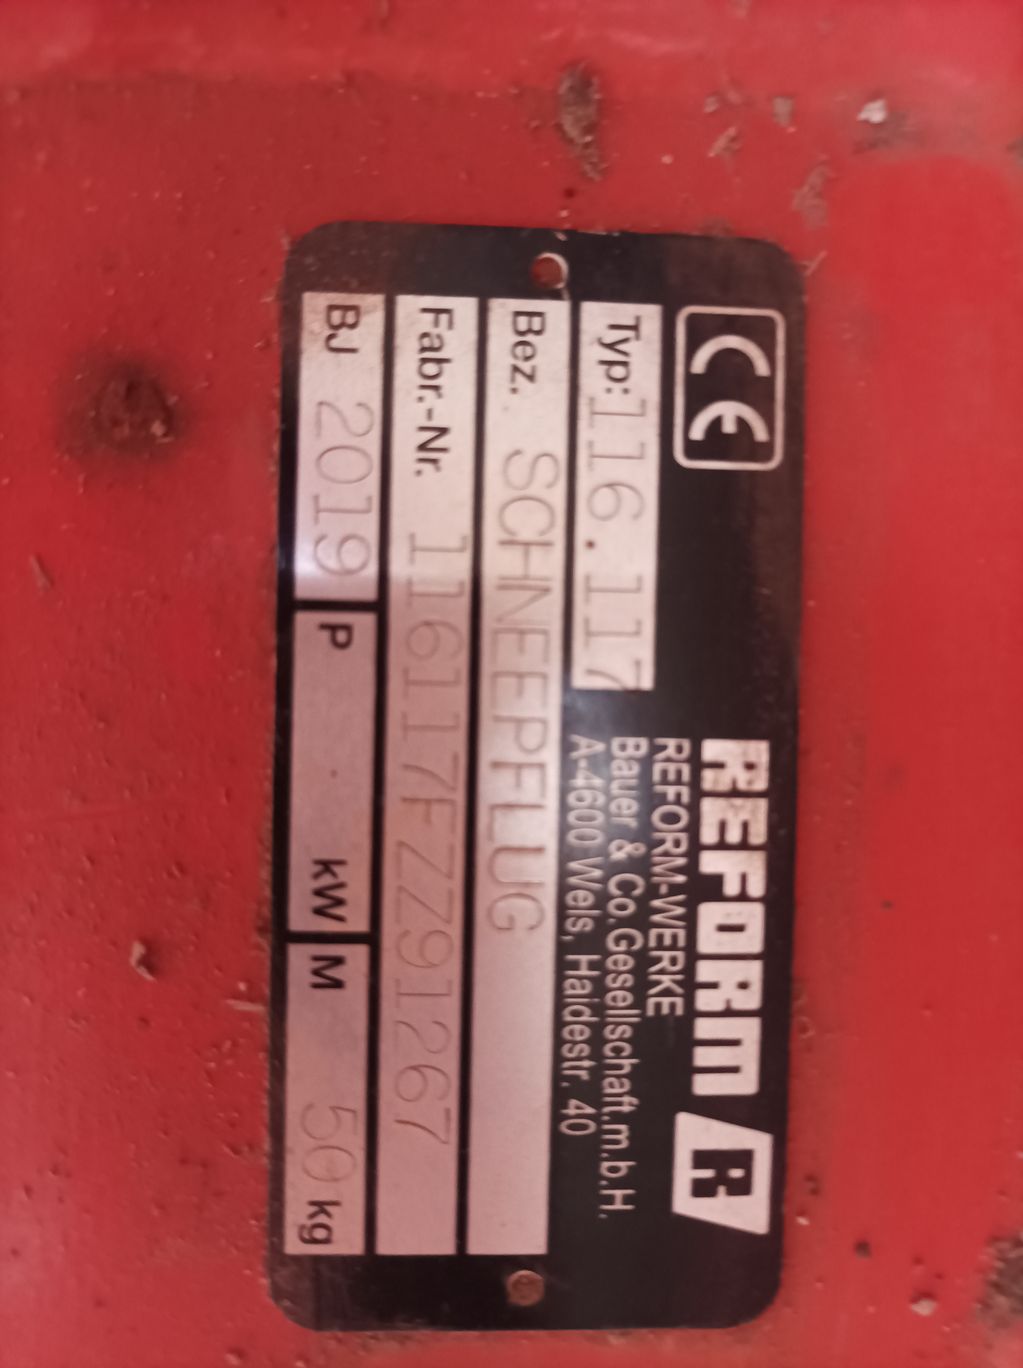 CE
REFORM R
REFORM-WERKE
Bauer & Co.Gesellschaft.m.b.H.
A-4600 Wels, Haidestr. 40
Typ: 116.117
Bez. SCHNEEPFLUG
Fabr.-Nr. 116117FZZ91267
BJ 2019 P kW M 50 kg